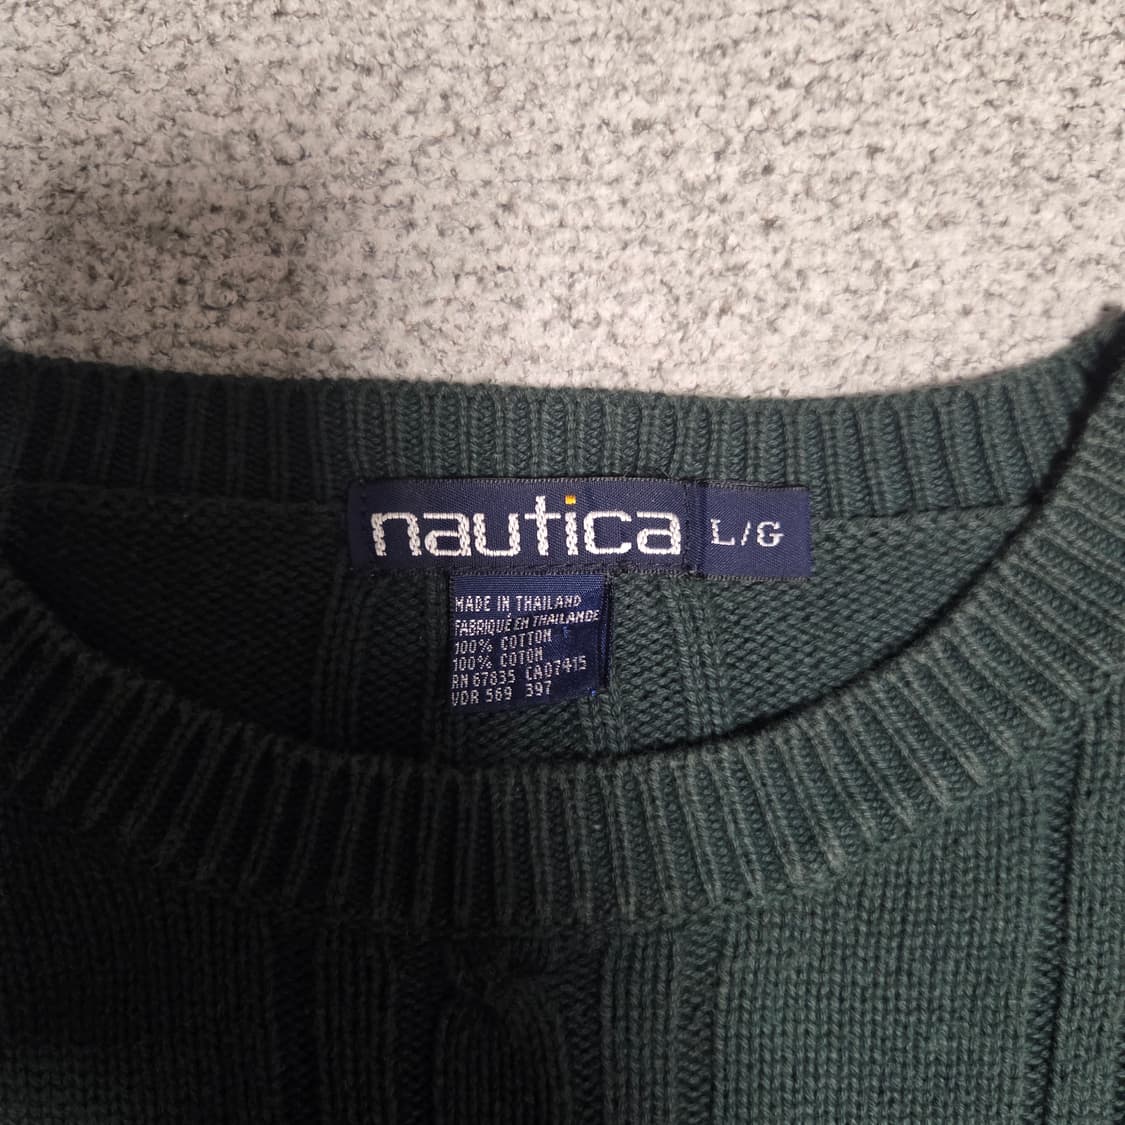 nautica L/G
MADE IN THAILAND
FABRIQUÉ EN THAILANDE
100% COTTON
100% COTON
RN 67835 CA07415
VDR 569 397